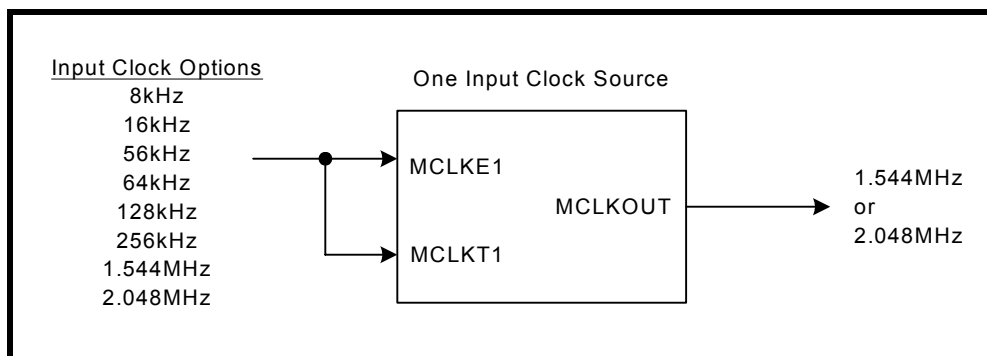 Input Clock Options
8kHz
16kHz
56kHz
64kHz
128kHz
256kHz
1.544MHz
2.048MHz
One Input Clock Source
MCLKE1
MCLKT1
MCLKOUT
1.544MHz
or
2.048MHz